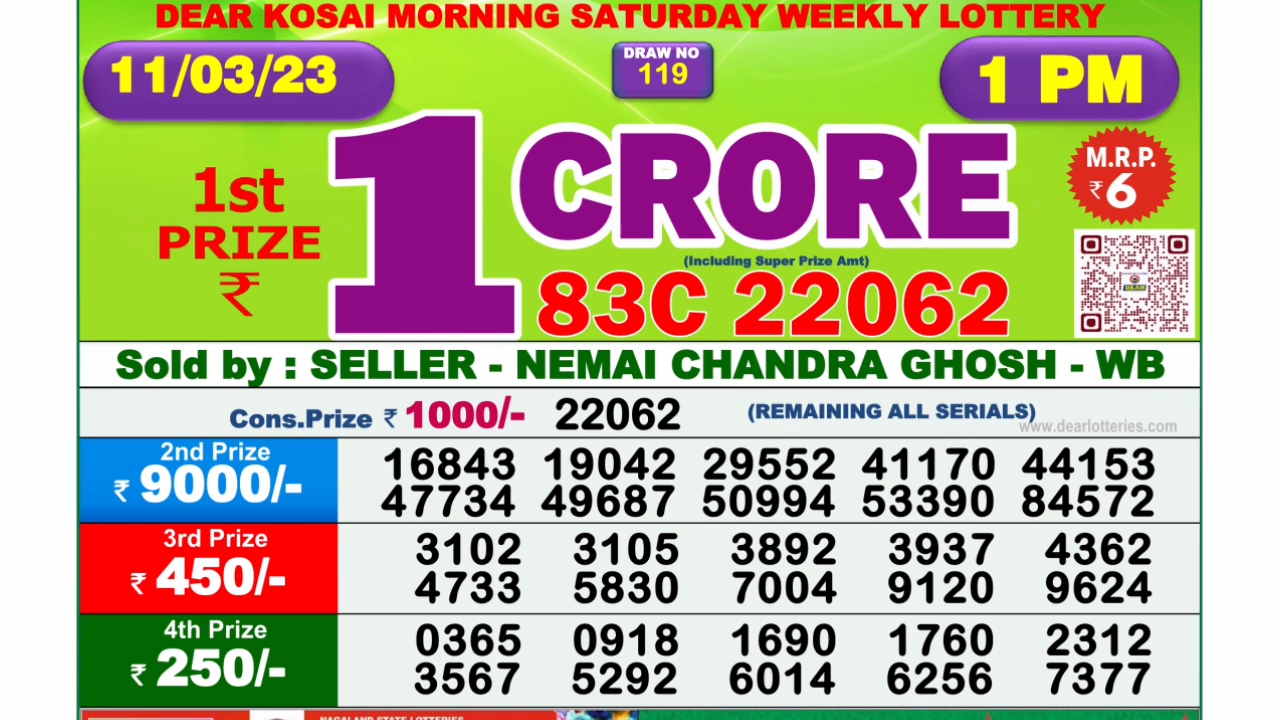 DEAR KOSAI MORNING SATURDAY WEEKLY LOTTERY
11/03/23
DRAW NO
119
1 PM
1st
PRIZE
₹
1 CRORE
(Including Super Prize Amt)
83C 22062
M.R.P.
₹6
DEAR
Sold by : SELLER - NEMAI CHANDRA GHOSH - WB
Cons.Prize ₹ 1000/- 22062 (REMAINING ALL SERIALS)
www.dearlotteries.com
2nd Prize
₹ 9000/-
16843 19042 29552 41170 44153
47734 49687 50994 53390 84572
3rd Prize
₹ 450/-
3102 3105 3892 3937 4362
4733 5830 7004 9120 9624
4th Prize
₹ 250/-
0365 0918 1690 1760 2312
3567 5292 6014 6256 7377
NAGALAND STATE LOTTERIES